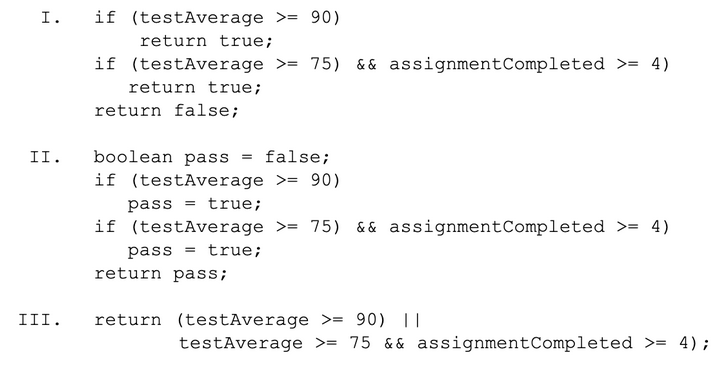 I. if (testAverage >= 90)
return true;
if (testAverage >= 75) && assignmentCompleted >= 4)
return true;
return false;
II. boolean pass = false;
if (testAverage >= 90)
pass = true;
if (testAverage >= 75) && assignmentCompleted >= 4)
pass = true;
return pass;
III. return (testAverage >= 90) ||
testAverage >= 75 && assignmentCompleted >= 4);